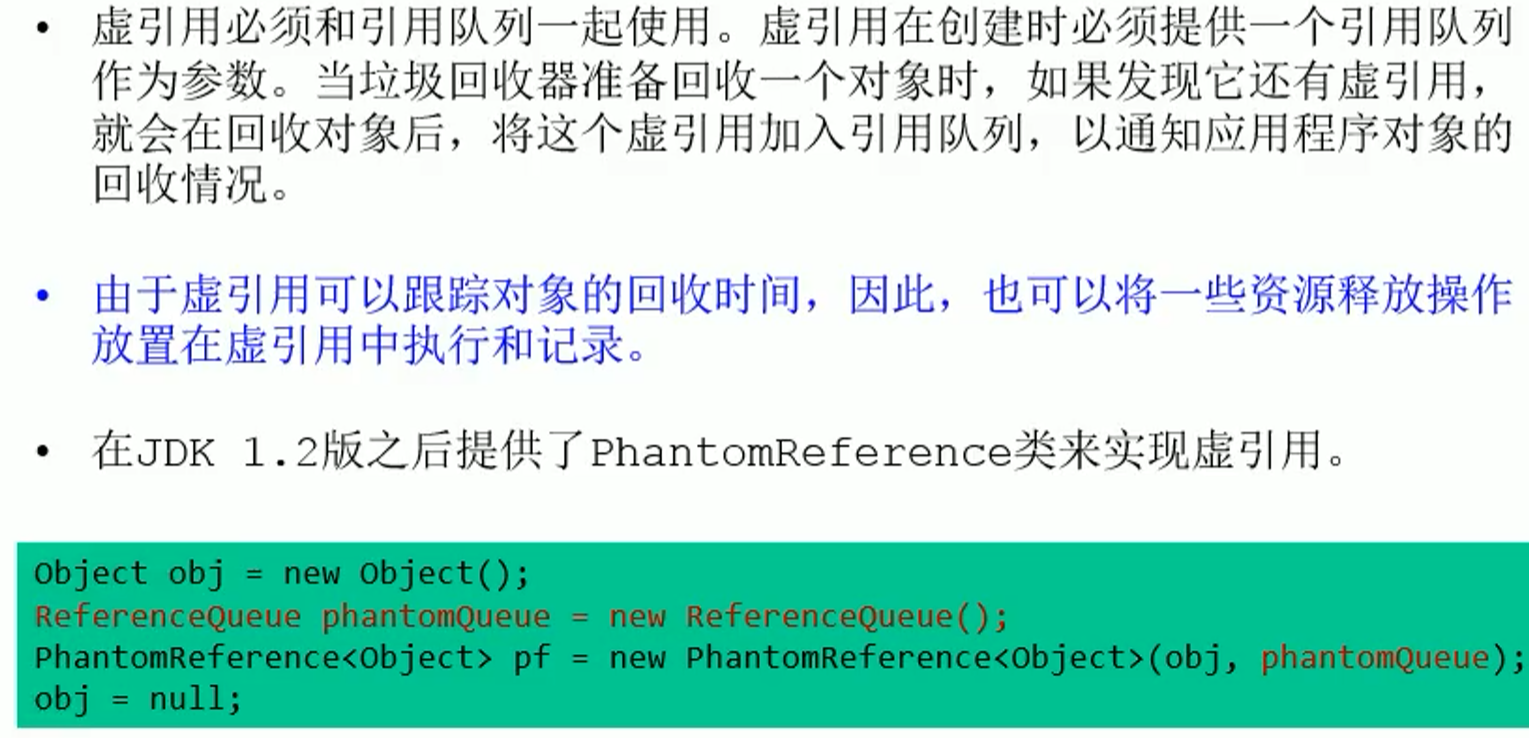 • 虚引用必须和引用队列一起使用。虚引用在创建时必须提供一个引用队列
作为参数。当垃圾回收器准备回收一个对象时，如果发现它还有虚引用，
就会在回收对象后，将这个虚引用加入引用队列，以通知应用程序对象的
回收情况。
• 由于虚引用可以跟踪对象的回收时间，因此，也可以将一些资源释放操作
放置在虚引用中执行和记录。
• 在JDK 1.2版之后提供了PhantomReference类来实现虚引用。
Object obj = new Object();
ReferenceQueue phantomQueue = new ReferenceQueue();
PhantomReference<Object> pf = new PhantomReference<Object>(obj, phantomQueue);
obj = null;